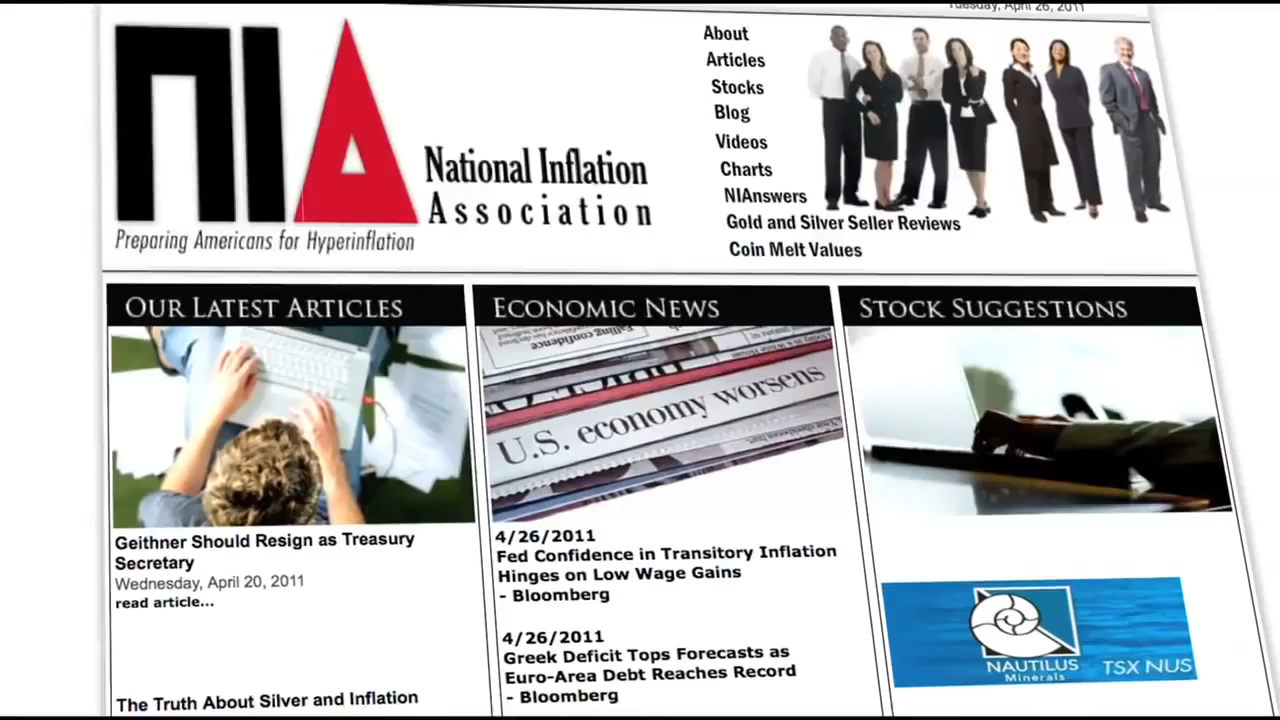 Tuesday, April 26, 2011
NIA
National Inflation
Association
Preparing Americans for Hyperinflation
About
Articles
Stocks
Blog
Videos
Charts
NIAnswers
Gold and Silver Seller Reviews
Coin Melt Values
OUR LATEST ARTICLES
Geithner Should Resign as Treasury
Secretary
Wednesday, April 20, 2011
read article...
The Truth About Silver and Inflation
ECONOMIC NEWS
Falling confidence
U.S. economy worsens
4/26/2011
Fed Confidence in Transitory Inflation
Hinges on Low Wage Gains
- Bloomberg
4/26/2011
Greek Deficit Tops Forecasts as
Euro-Area Debt Reaches Record
- Bloomberg
STOCK SUGGESTIONS
NAUTILUS
Minerals
TSX NUS